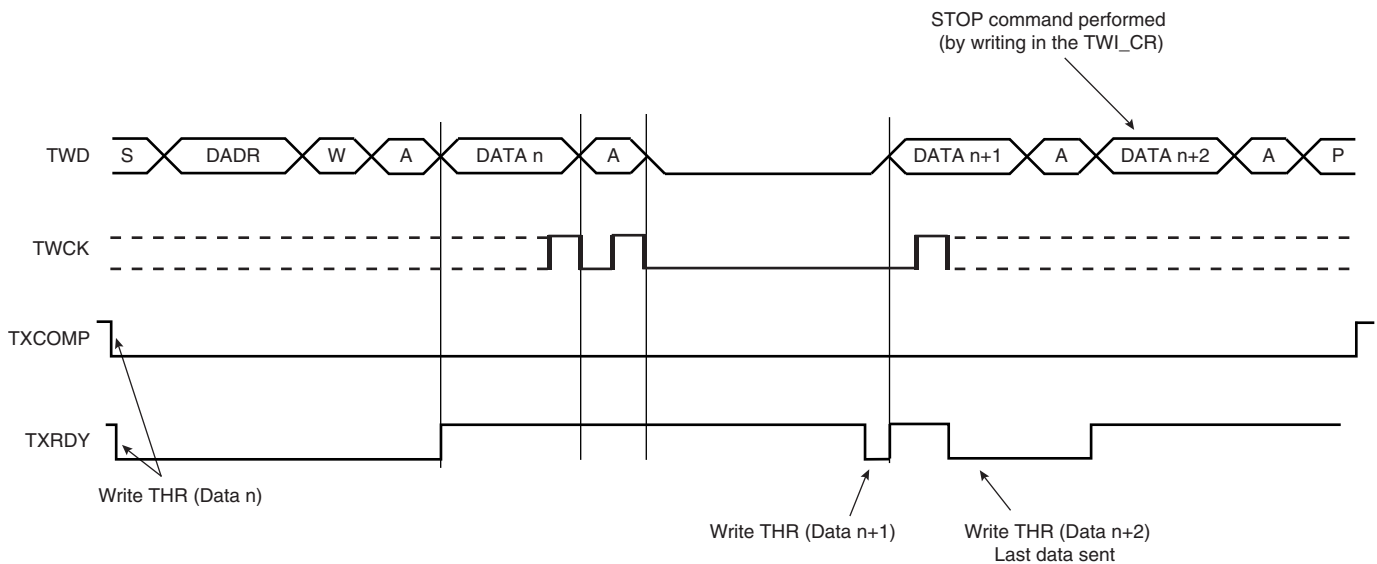 STOP command performed
(by writing in the TWI_CR)
TWD S DADR W A DATA n A DATA n+1 A DATA n+2 A P
TWCK
TXCOMP
TXRDY
Write THR (Data n)
Write THR (Data n+1)
Write THR (Data n+2)
Last data sent